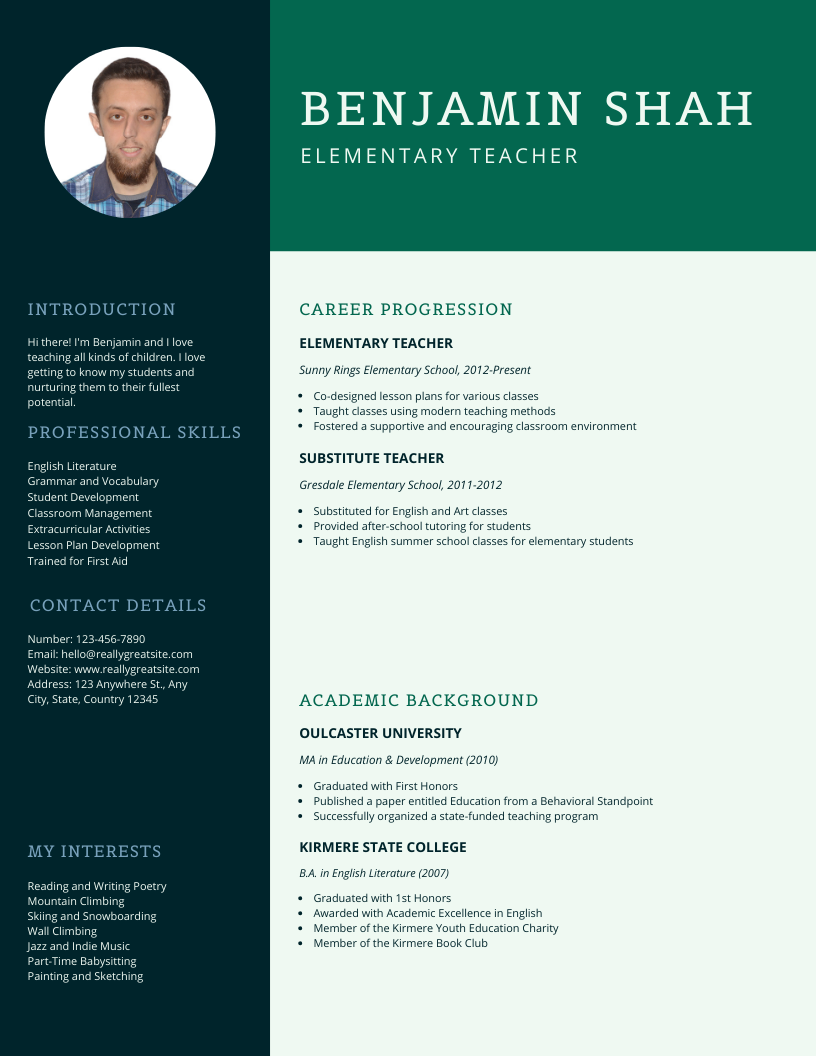 BENJAMIN SHAH
ELEMENTARY TEACHER
INTRODUCTION
Hi there! I'm Benjamin and I love
teaching all kinds of children. I love
getting to know my students and
nurturing them to their fullest
potential.
PROFESSIONAL SKILLS
English Literature
Grammar and Vocabulary
Student Development
Classroom Management
Extracurricular Activities
Lesson Plan Development
Trained for First Aid
CONTACT DETAILS
Number: 123-456-7890
Email: hello@reallygreatsite.com
Website: www.reallygreatsite.com
Address: 123 Anywhere St., Any
City, State, Country 12345
MY INTERESTS
Reading and Writing Poetry
Mountain Climbing
Skiing and Snowboarding
Wall Climbing
Jazz and Indie Music
Part-Time Babysitting
Painting and Sketching
CAREER PROGRESSION
ELEMENTARY TEACHER
Sunny Rings Elementary School, 2012-Present
• Co-designed lesson plans for various classes
• Taught classes using modern teaching methods
• Fostered a supportive and encouraging classroom environment
SUBSTITUTE TEACHER
Gresdale Elementary School, 2011-2012
• Substituted for English and Art classes
• Provided after-school tutoring for students
• Taught English summer school classes for elementary students
ACADEMIC BACKGROUND
OULCASTER UNIVERSITY
MA in Education & Development (2010)
• Graduated with First Honors
• Published a paper entitled Education from a Behavioral Standpoint
• Successfully organized a state-funded teaching program
KIRMERE STATE COLLEGE
B.A. in English Literature (2007)
• Graduated with 1st Honors
• Awarded with Academic Excellence in English
• Member of the Kirmere Youth Education Charity
• Member of the Kirmere Book Club